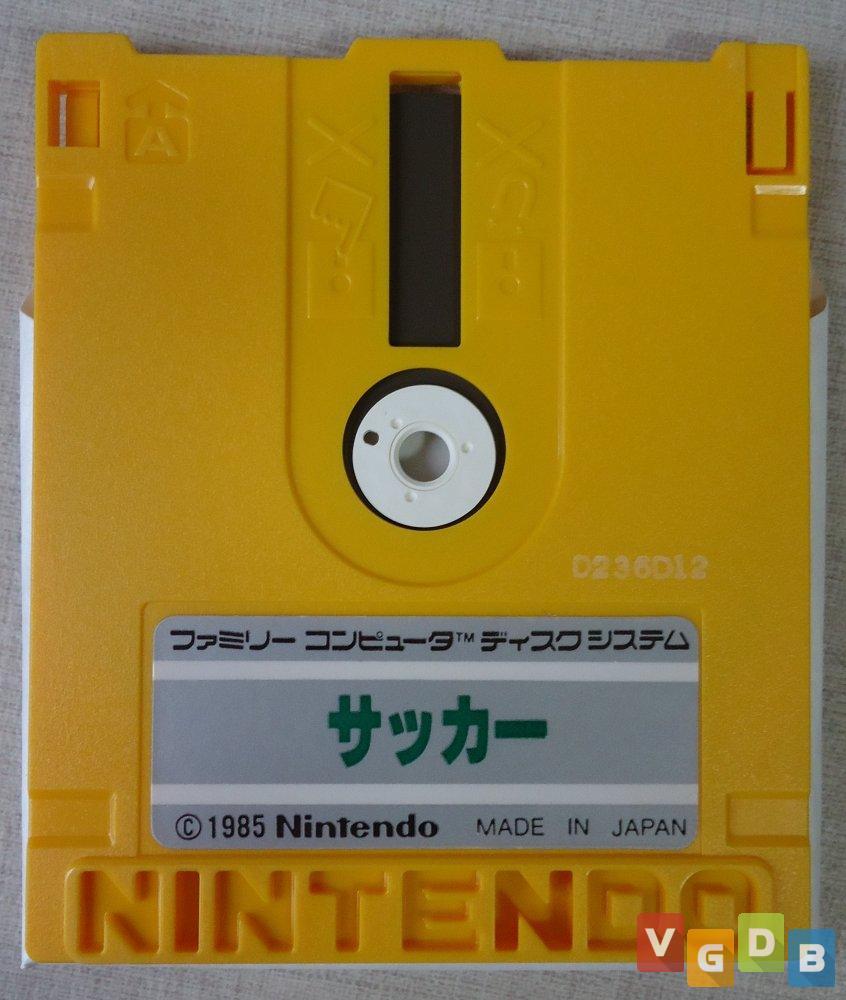 A
D236D12
ファミリー コンピュータ™ ディスクシステム
サッカー
©1985 Nintendo MADE IN JAPAN
NINTENDO
VGDB